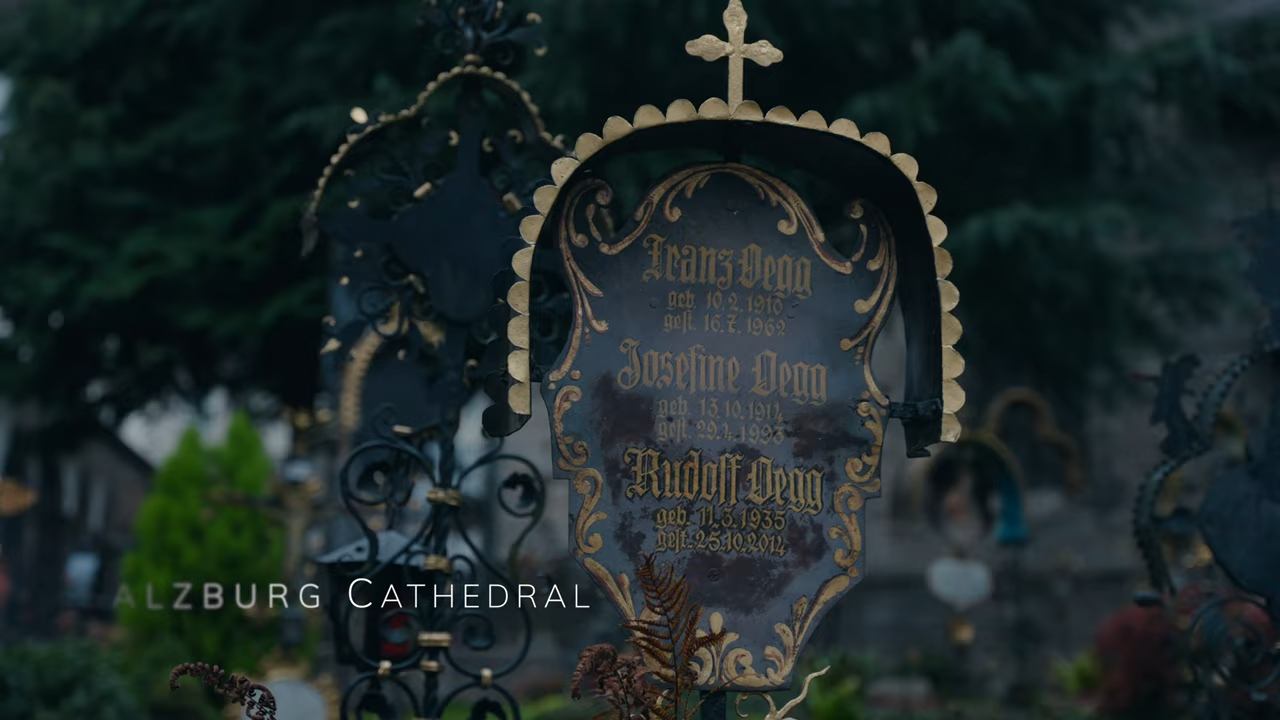 Franz Oegg
geb. 10.2.1916
gest. 16.7.1962
Josefine Oegg
geb. 13.10.1914
gest. 29.4.1993
Rudolf Oegg
geb. 11.3.1935
gest. 25.10.2014
ALZBURG CATHEDRAL